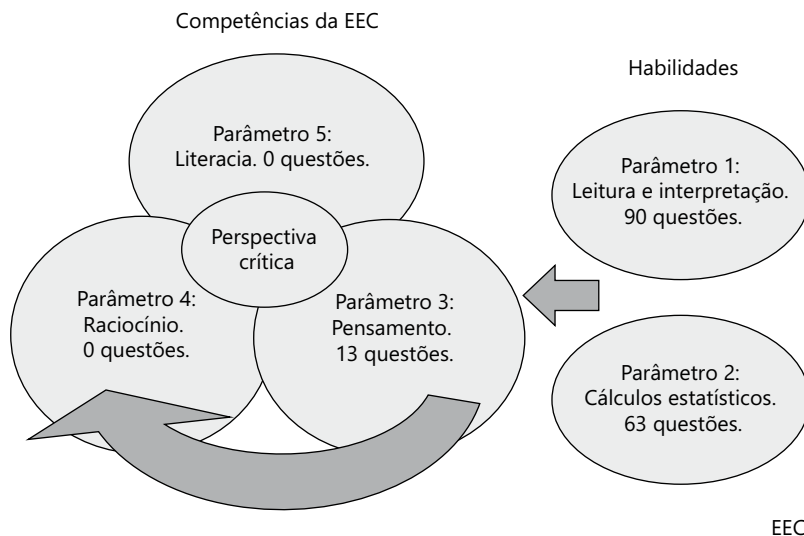 Competências da EEC
Habilidades
Parâmetro 5:
Literacia. 0 questões.
Perspectiva
crítica
Parâmetro 4:
Raciocínio.
0 questões.
Parâmetro 3:
Pensamento.
13 questões.
Parâmetro 1:
Leitura e interpretação.
90 questões.
Parâmetro 2:
Cálculos estatísticos.
63 questões.
EEC